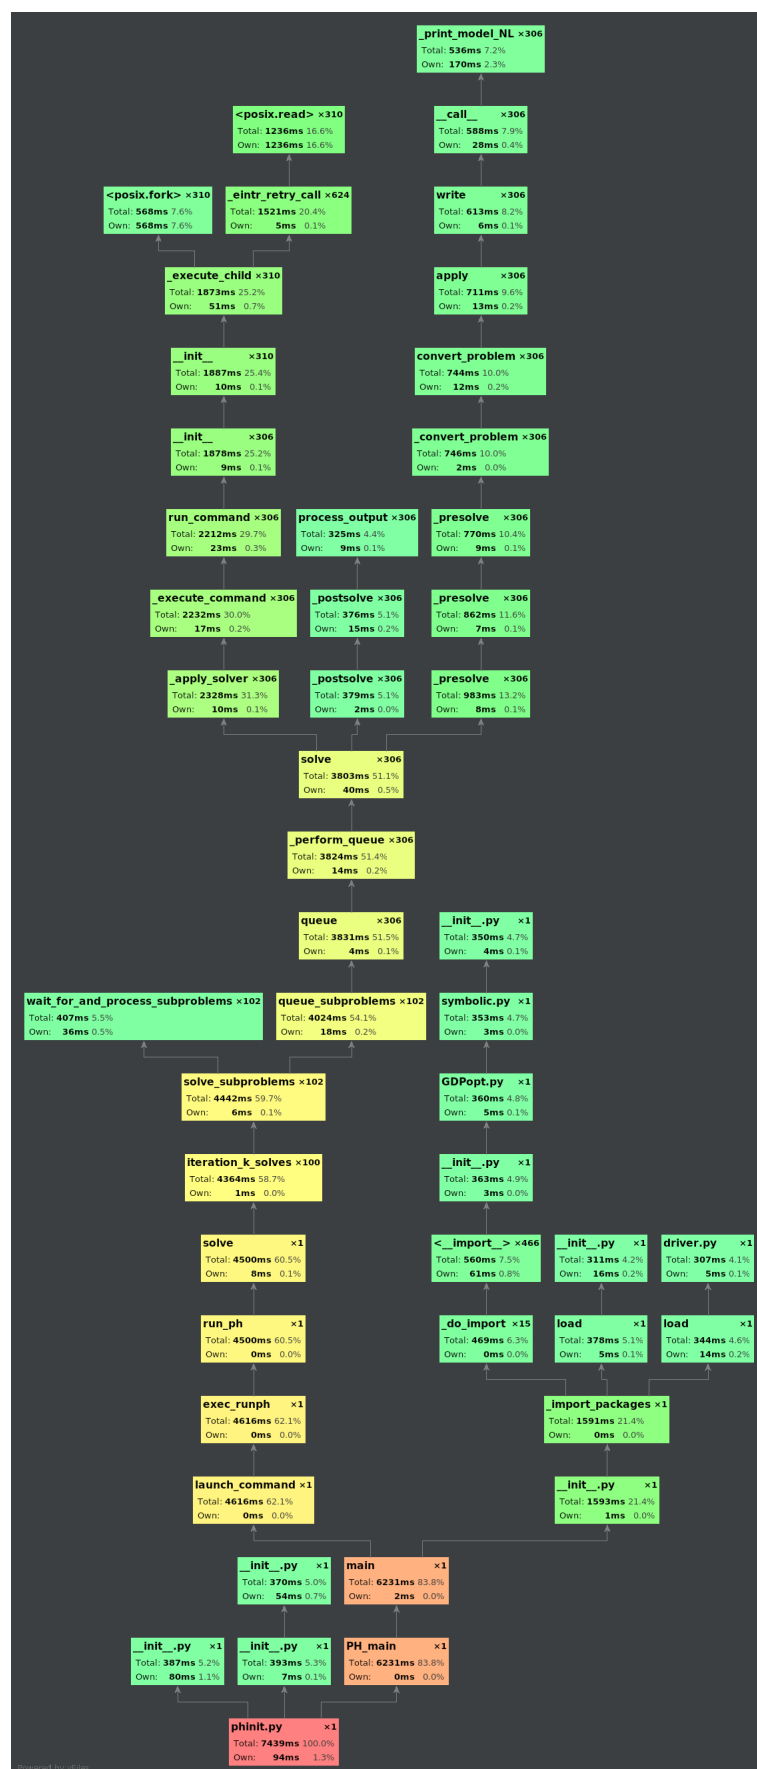 _print_model_NL ×306
Total: 536ms 7.2%
Own: 170ms 2.3%
<posix.read> ×310
Total: 1236ms 16.6%
Own: 1236ms 16.6%
__call__ ×306
Total: 588ms 7.9%
Own: 28ms 0.4%
<posix.fork> ×310
Total: 568ms 7.6%
Own: 568ms 7.6%
_eintr_retry_call ×624
Total: 1521ms 20.4%
Own: 5ms 0.1%
write ×306
Total: 613ms 8.2%
Own: 6ms 0.1%
_execute_child ×310
Total: 1873ms 25.2%
Own: 51ms 0.7%
apply ×306
Total: 711ms 9.6%
Own: 13ms 0.2%
__init__ ×310
Total: 1887ms 25.4%
Own: 10ms 0.1%
convert_problem ×306
Total: 744ms 10.0%
Own: 12ms 0.2%
__init__ ×306
Total: 1878ms 25.2%
Own: 9ms 0.1%
_convert_problem ×306
Total: 746ms 10.0%
Own: 2ms 0.0%
run_command ×306
Total: 2212ms 29.7%
Own: 23ms 0.3%
process_output ×306
Total: 325ms 4.4%
Own: 9ms 0.1%
_presolve ×306
Total: 770ms 10.4%
Own: 9ms 0.1%
_execute_command ×306
Total: 2232ms 30.0%
Own: 17ms 0.2%
_postsolve ×306
Total: 376ms 5.1%
Own: 15ms 0.2%
_presolve ×306
Total: 862ms 11.6%
Own: 7ms 0.1%
_apply_solver ×306
Total: 2328ms 31.3%
Own: 10ms 0.1%
_postsolve ×306
Total: 379ms 5.1%
Own: 2ms 0.0%
_presolve ×306
Total: 983ms 13.2%
Own: 8ms 0.1%
solve ×306
Total: 3803ms 51.1%
Own: 40ms 0.5%
_perform_queue ×306
Total: 3824ms 51.4%
Own: 14ms 0.2%
queue ×306
Total: 3831ms 51.5%
Own: 4ms 0.1%
__init__.py ×1
Total: 350ms 4.7%
Own: 4ms 0.1%
wait_for_and_process_subproblems ×102
Total: 407ms 5.5%
Own: 36ms 0.5%
queue_subproblems ×102
Total: 4024ms 54.1%
Own: 18ms 0.2%
symbolic.py ×1
Total: 353ms 4.7%
Own: 3ms 0.0%
solve_subproblems ×102
Total: 4442ms 59.7%
Own: 6ms 0.1%
GDPopt.py ×1
Total: 360ms 4.8%
Own: 5ms 0.1%
iteration_k_solves ×100
Total: 4364ms 58.7%
Own: 1ms 0.0%
__init__.py ×1
Total: 363ms 4.9%
Own: 3ms 0.0%
solve ×1
Total: 4500ms 60.5%
Own: 8ms 0.1%
<__import__> ×466
Total: 560ms 7.5%
Own: 61ms 0.8%
__init__.py ×1
Total: 311ms 4.2%
Own: 16ms 0.2%
driver.py ×1
Total: 307ms 4.1%
Own: 5ms 0.1%
run_ph ×1
Total: 4500ms 60.5%
Own: 0ms 0.0%
_do_import ×15
Total: 469ms 6.3%
Own: 0ms 0.0%
load ×1
Total: 378ms 5.1%
Own: 5ms 0.1%
load ×1
Total: 344ms 4.6%
Own: 14ms 0.2%
exec_runph ×1
Total: 4616ms 62.1%
Own: 0ms 0.0%
_import_packages ×1
Total: 1591ms 21.4%
Own: 0ms 0.0%
launch_command ×1
Total: 4616ms 62.1%
Own: 0ms 0.0%
__init__.py ×1
Total: 1593ms 21.4%
Own: 1ms 0.0%
__init__.py ×1
Total: 370ms 5.0%
Own: 54ms 0.7%
main ×1
Total: 6231ms 83.8%
Own: 2ms 0.0%
__init__.py ×1
Total: 387ms 5.2%
Own: 80ms 1.1%
__init__.py ×1
Total: 393ms 5.3%
Own: 7ms 0.1%
PH_main ×1
Total: 6231ms 83.8%
Own: 0ms 0.0%
phinit.py ×1
Total: 7439ms 100.0%
Own: 94ms 1.3%
Powered by yFiles